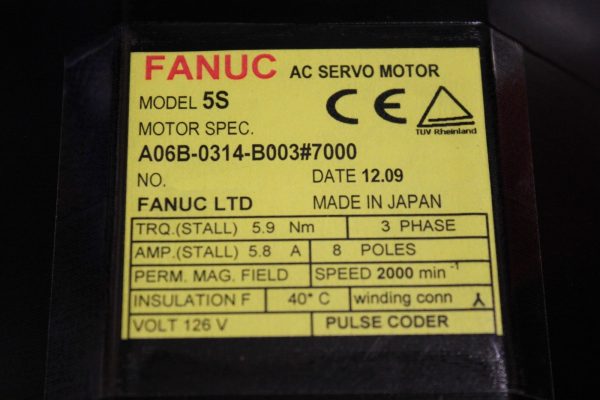 FANUC AC SERVO MOTOR
MODEL 5S
MOTOR SPEC.
CE TUV Rheinland
A06B-0314-B003#7000
NO. DATE 12.09
FANUC LTD MADE IN JAPAN
TRQ.(STALL) 5.9 Nm 3 PHASE
AMP.(STALL) 5.8 A 8 POLES
PERM. MAG. FIELD SPEED 2000 min⁻¹
INSULATION F 40* C winding conn
VOLT 126 V PULSE CODER